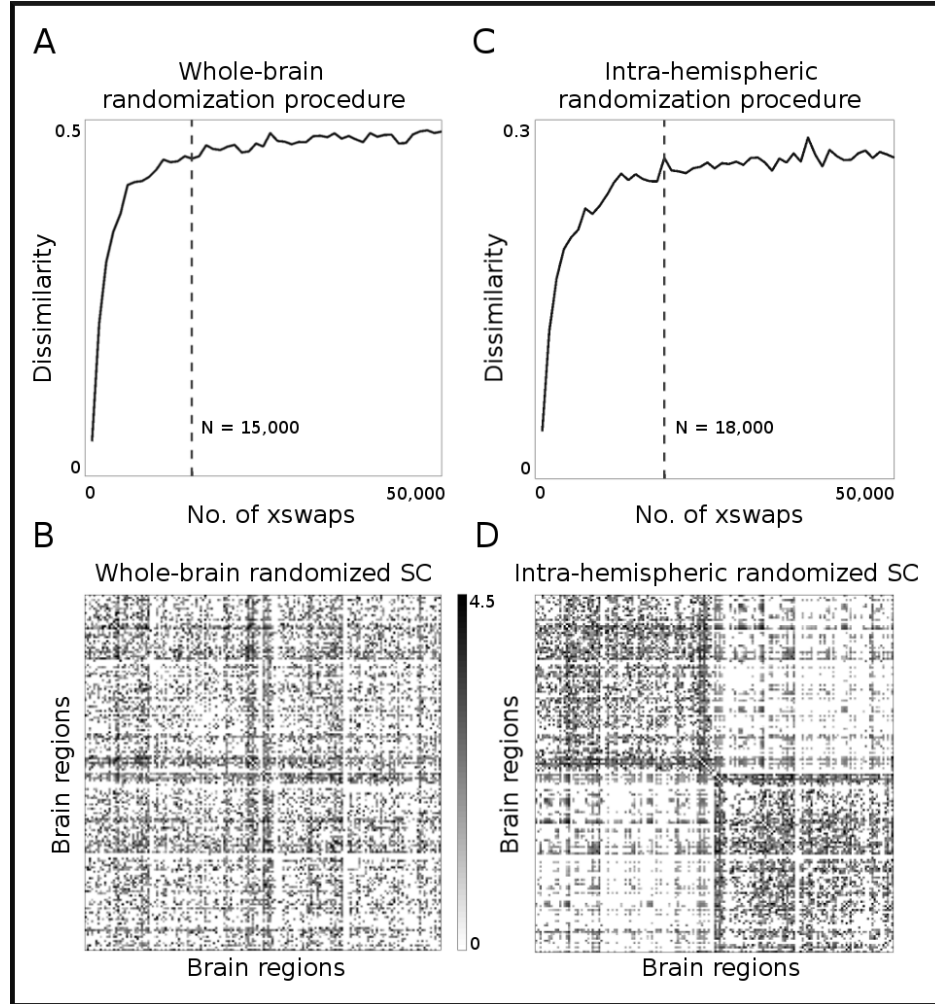 A
Whole-brain
randomization procedure
0.5
Dissimilarity
N = 15,000
0
0
50,000
No. of xswaps
C
Intra-hemispheric
randomization procedure
0.3
Dissimilarity
N = 18,000
0
0
50,000
No. of xswaps
B
Whole-brain randomized SC
Brain regions
4.5
0
Brain regions
D
Intra-hemispheric randomized SC
Brain regions
Brain regions